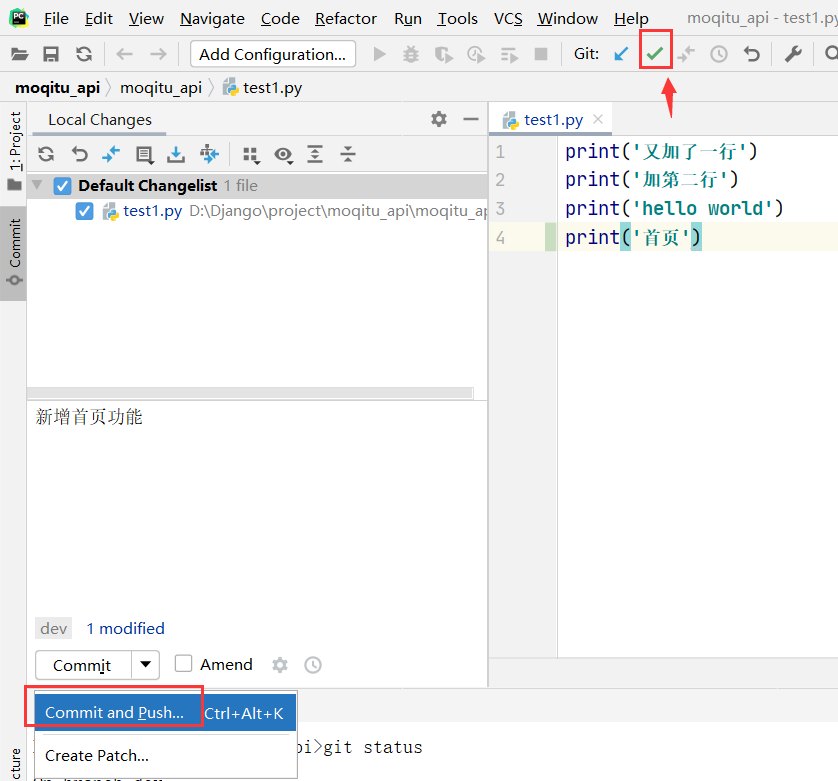 File Edit View Navigate Code Refactor Run Tools VCS Window Help moqitu_api - test1.py
Add Configuration... Git:
moqitu_api moqitu_api test1.py
1: Project
Commit
Local Changes
Default Changelist 1 file
test1.py D:\Django\project\moqitu_api\moqitu_ap
新增首页功能
dev 1 modified
Commit Amend
Commit and Push... Ctrl+Alt+K
Create Patch...
test1.py
1 print('又加了一行')
2 print('加第二行')
3 print('hello world')
4 print('首页')
pi>git status
cture